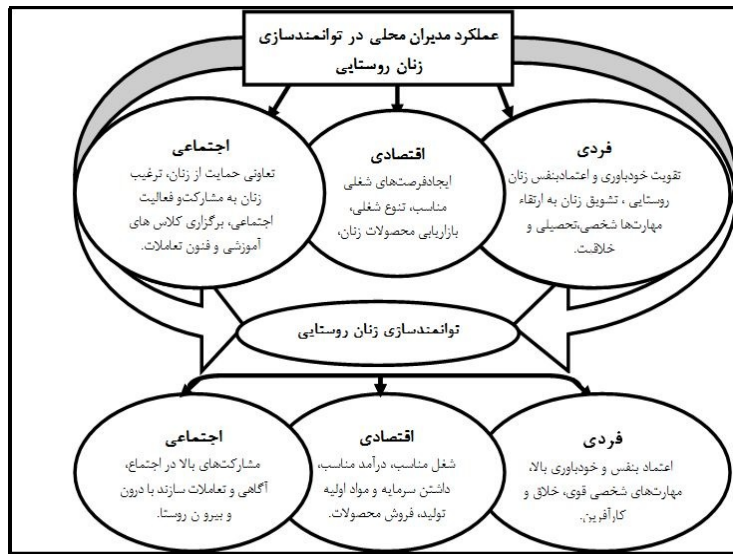 عملکرد مدیران محلی در توانمندسازی
زنان روستایی
فردی
تقویت خودباوری و اعتمادبنفس زنان
روستایی ، تشویق زنان به ارتقاء
مهارت‌ها شخصی،تحصیلی و
خلاقیت.
اقتصادی
ایجادفرصت‌های شغلی
مناسب، تنوع شغلی،
بازاریابی محصولات زنان،
اجتماعی
تعاونی حمایت از زنان، ترغیب
زنان به مشارکت‌و فعالیت
اجتماعی، برگزاری کلاس های
آموزشی و فنون تعاملات.
توانمندسازی زنان روستایی
فردی
اعتماد بنفس و خودباوری بالا،
مهارت‌های شخصی قوی، خلاق و
کارآفرین.
اقتصادی
شغل مناسب، درآمد مناسب،
داشتن سرمایه و مواد اولیه
تولید، فروش محصولات.
اجتماعی
مشارکت‌های بالا در اجتماع،
آگاهی و تعاملات سازند با درون
و بیرو ن روستا.